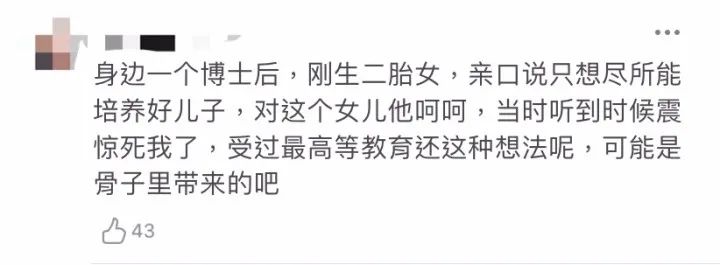 身边一个博士后，刚生二胎女，亲口说只想尽所能
培养好儿子，对这个女儿他呵呵，当时听到时候震
惊死我了，受过最高等教育还这种想法呢，可能是
骨子里带来的吧
43